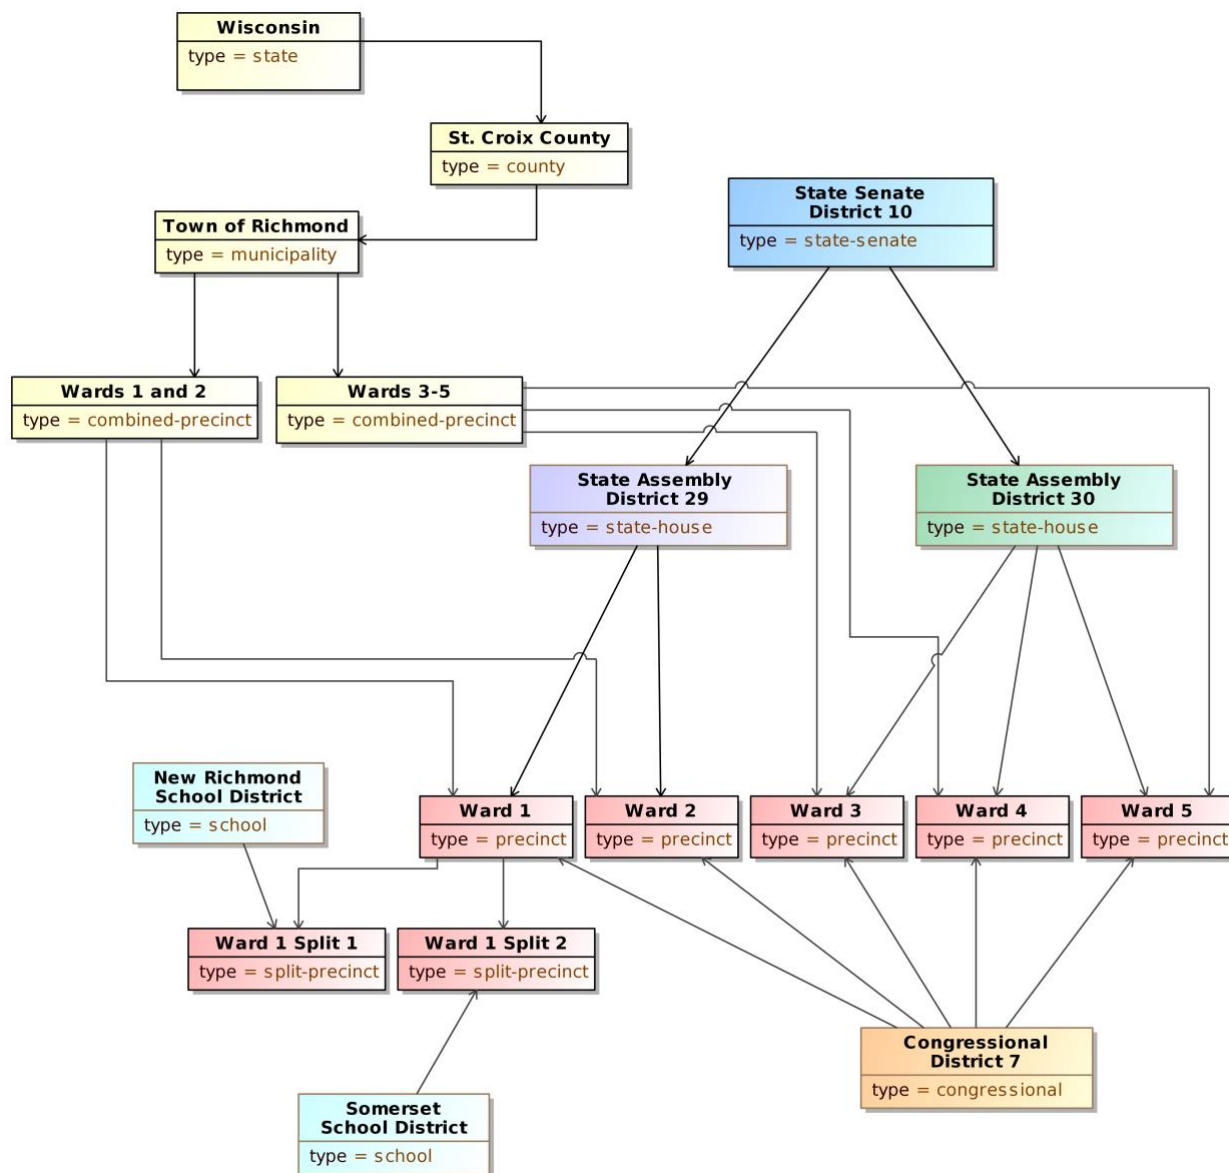 Wisconsin
type = state
St. Croix County
type = county
State Senate
District 10
type = state-senate
Town of Richmond
type = municipality
Wards 1 and 2
type = combined-precinct
Wards 3-5
type = combined-precinct
State Assembly
District 29
type = state-house
State Assembly
District 30
type = state-house
New Richmond
School District
type = school
Ward 1
type = precinct
Ward 2
type = precinct
Ward 3
type = precinct
Ward 4
type = precinct
Ward 5
type = precinct
Ward 1 Split 1
type = split-precinct
Ward 1 Split 2
type = split-precinct
Congressional
District 7
type = congressional
Somerset
School District
type = school